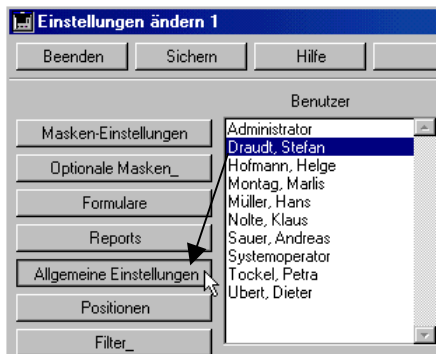 Einstellungen ändern 1
Beenden
Sichern
Hilfe
Benutzer
Masken-Einstellungen
Optionale Masken_
Formulare
Reports
Allgemeine Einstellungen
Positionen
Filter_
Administrator
Draudt, Stefan
Hofmann, Helge
Montag, Marlis
Müller, Hans
Nolte, Klaus
Sauer, Andreas
Systemoperator
Tockel, Petra
Ubert, Dieter